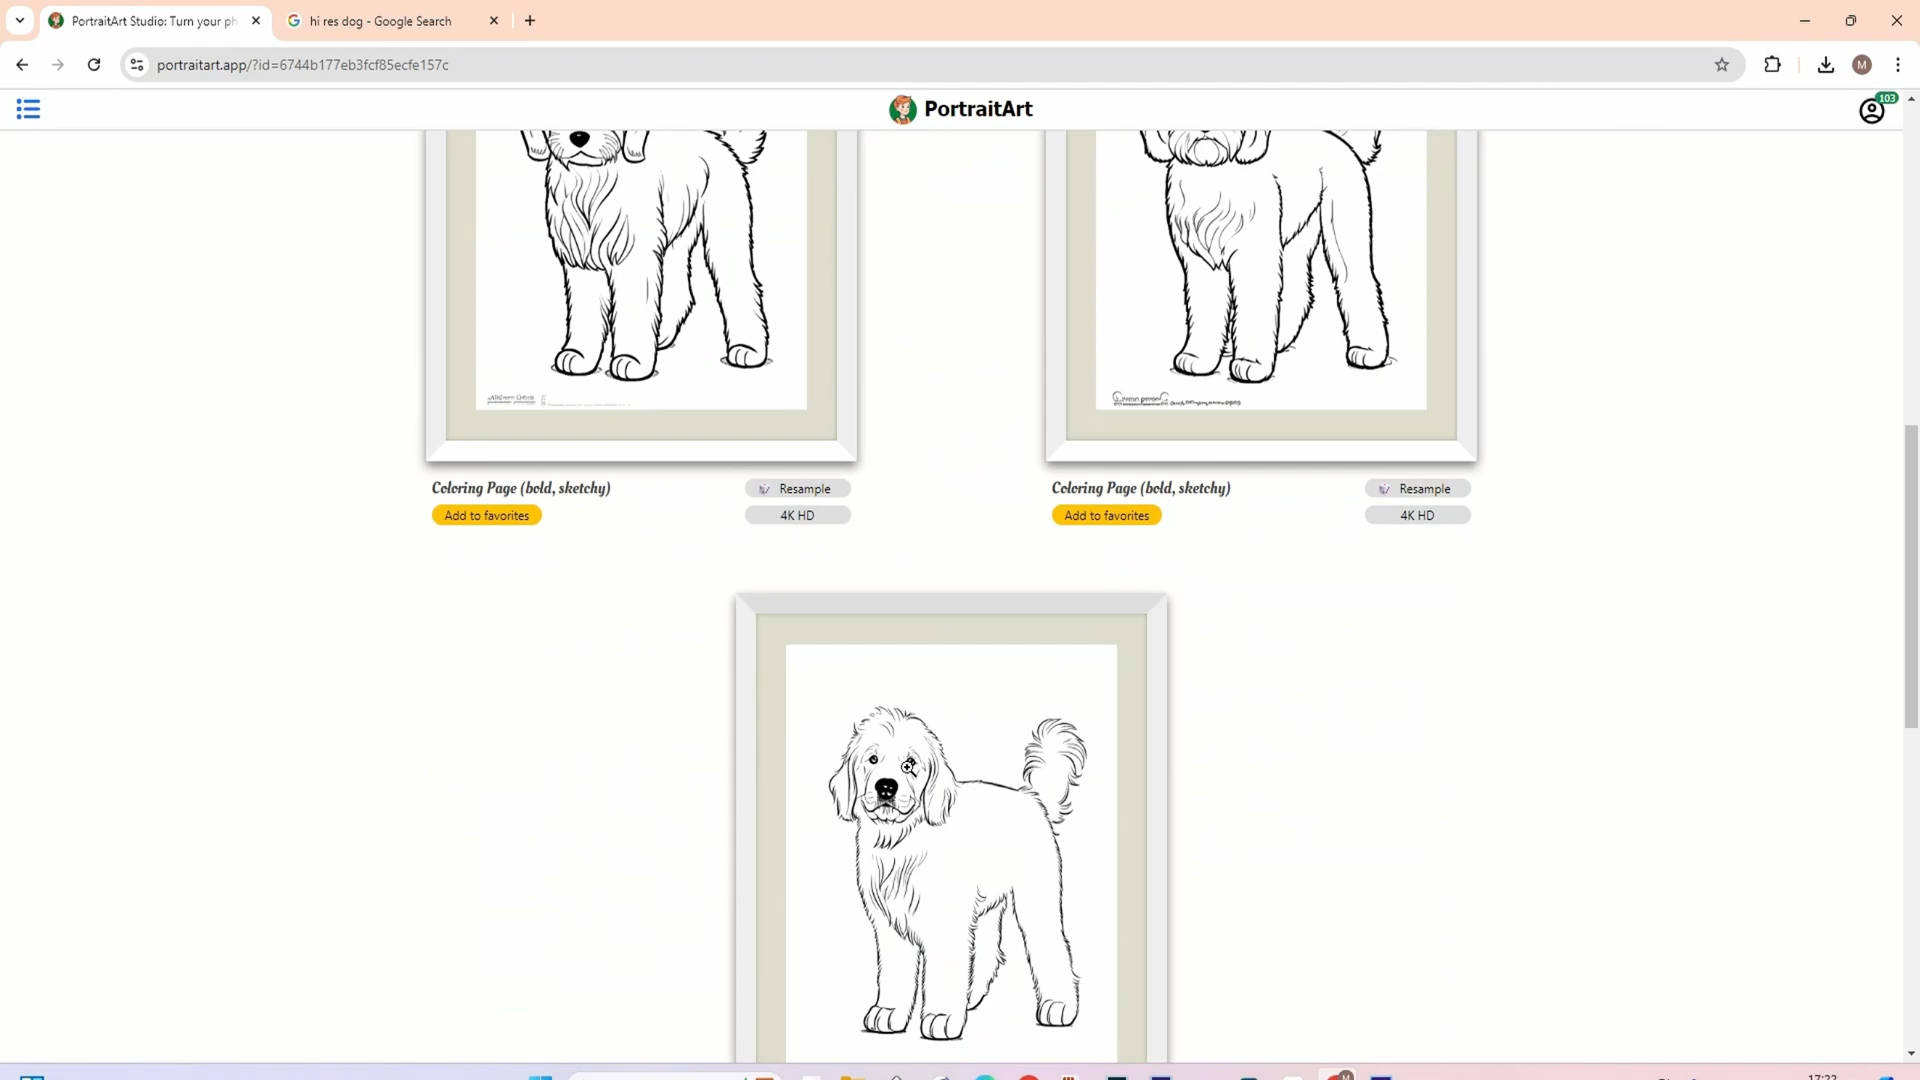 PortraitArt Studio: Turn your ph
hi res dog - Google Search
portraitart.app/?id=6744b177eb3fcf85ecfe157c
M
PortraitArt
103
Coloring Page (bold, sketchy)
Resample
Add to favorites
4K HD
Coloring Page (bold, sketchy)
Resample
Add to favorites
4K HD